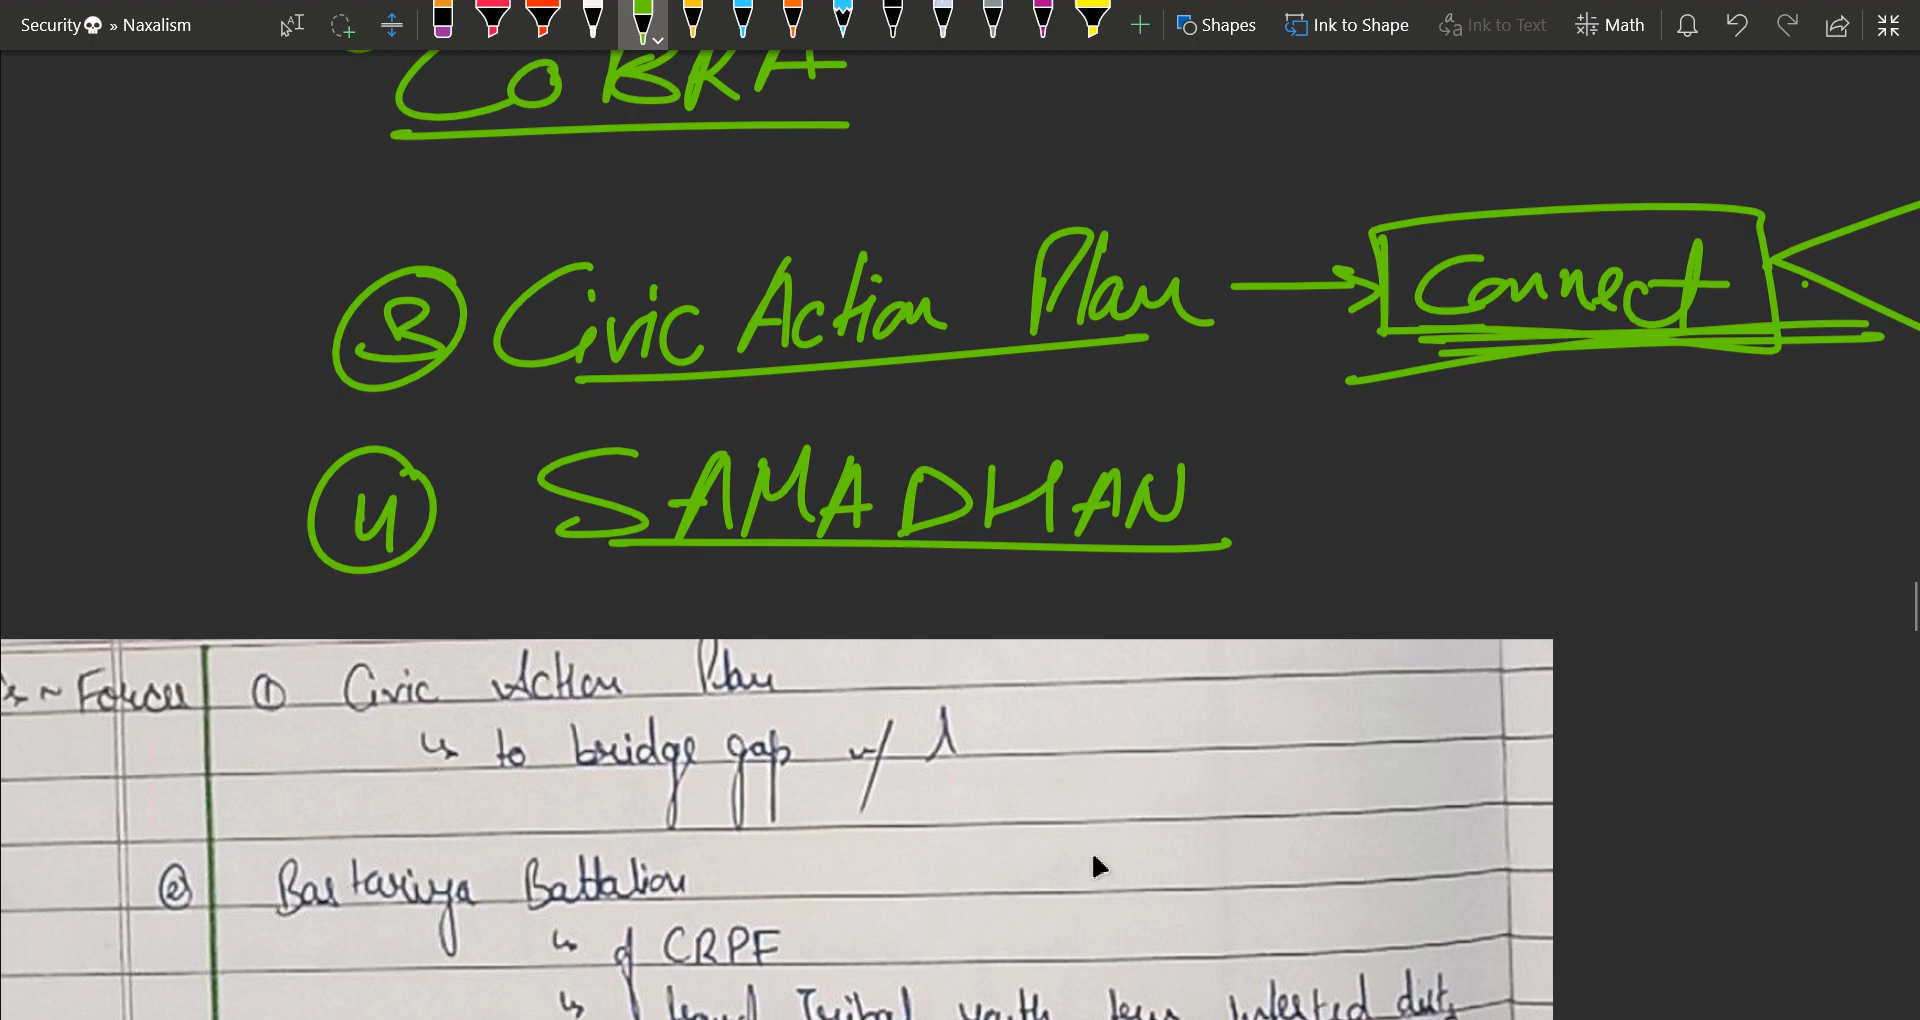 Security💀 » Naxalism
Shapes Ink to Shape Ink to Text Math
CoBRA
③ Civic Action Plan → Connect
④ SAMADHAN
~ Forces ① Civic Action Plan
↳ to bridge gap w/
② Bastariya Battalion
↳ of CRPF
↳ Tribal youth infested